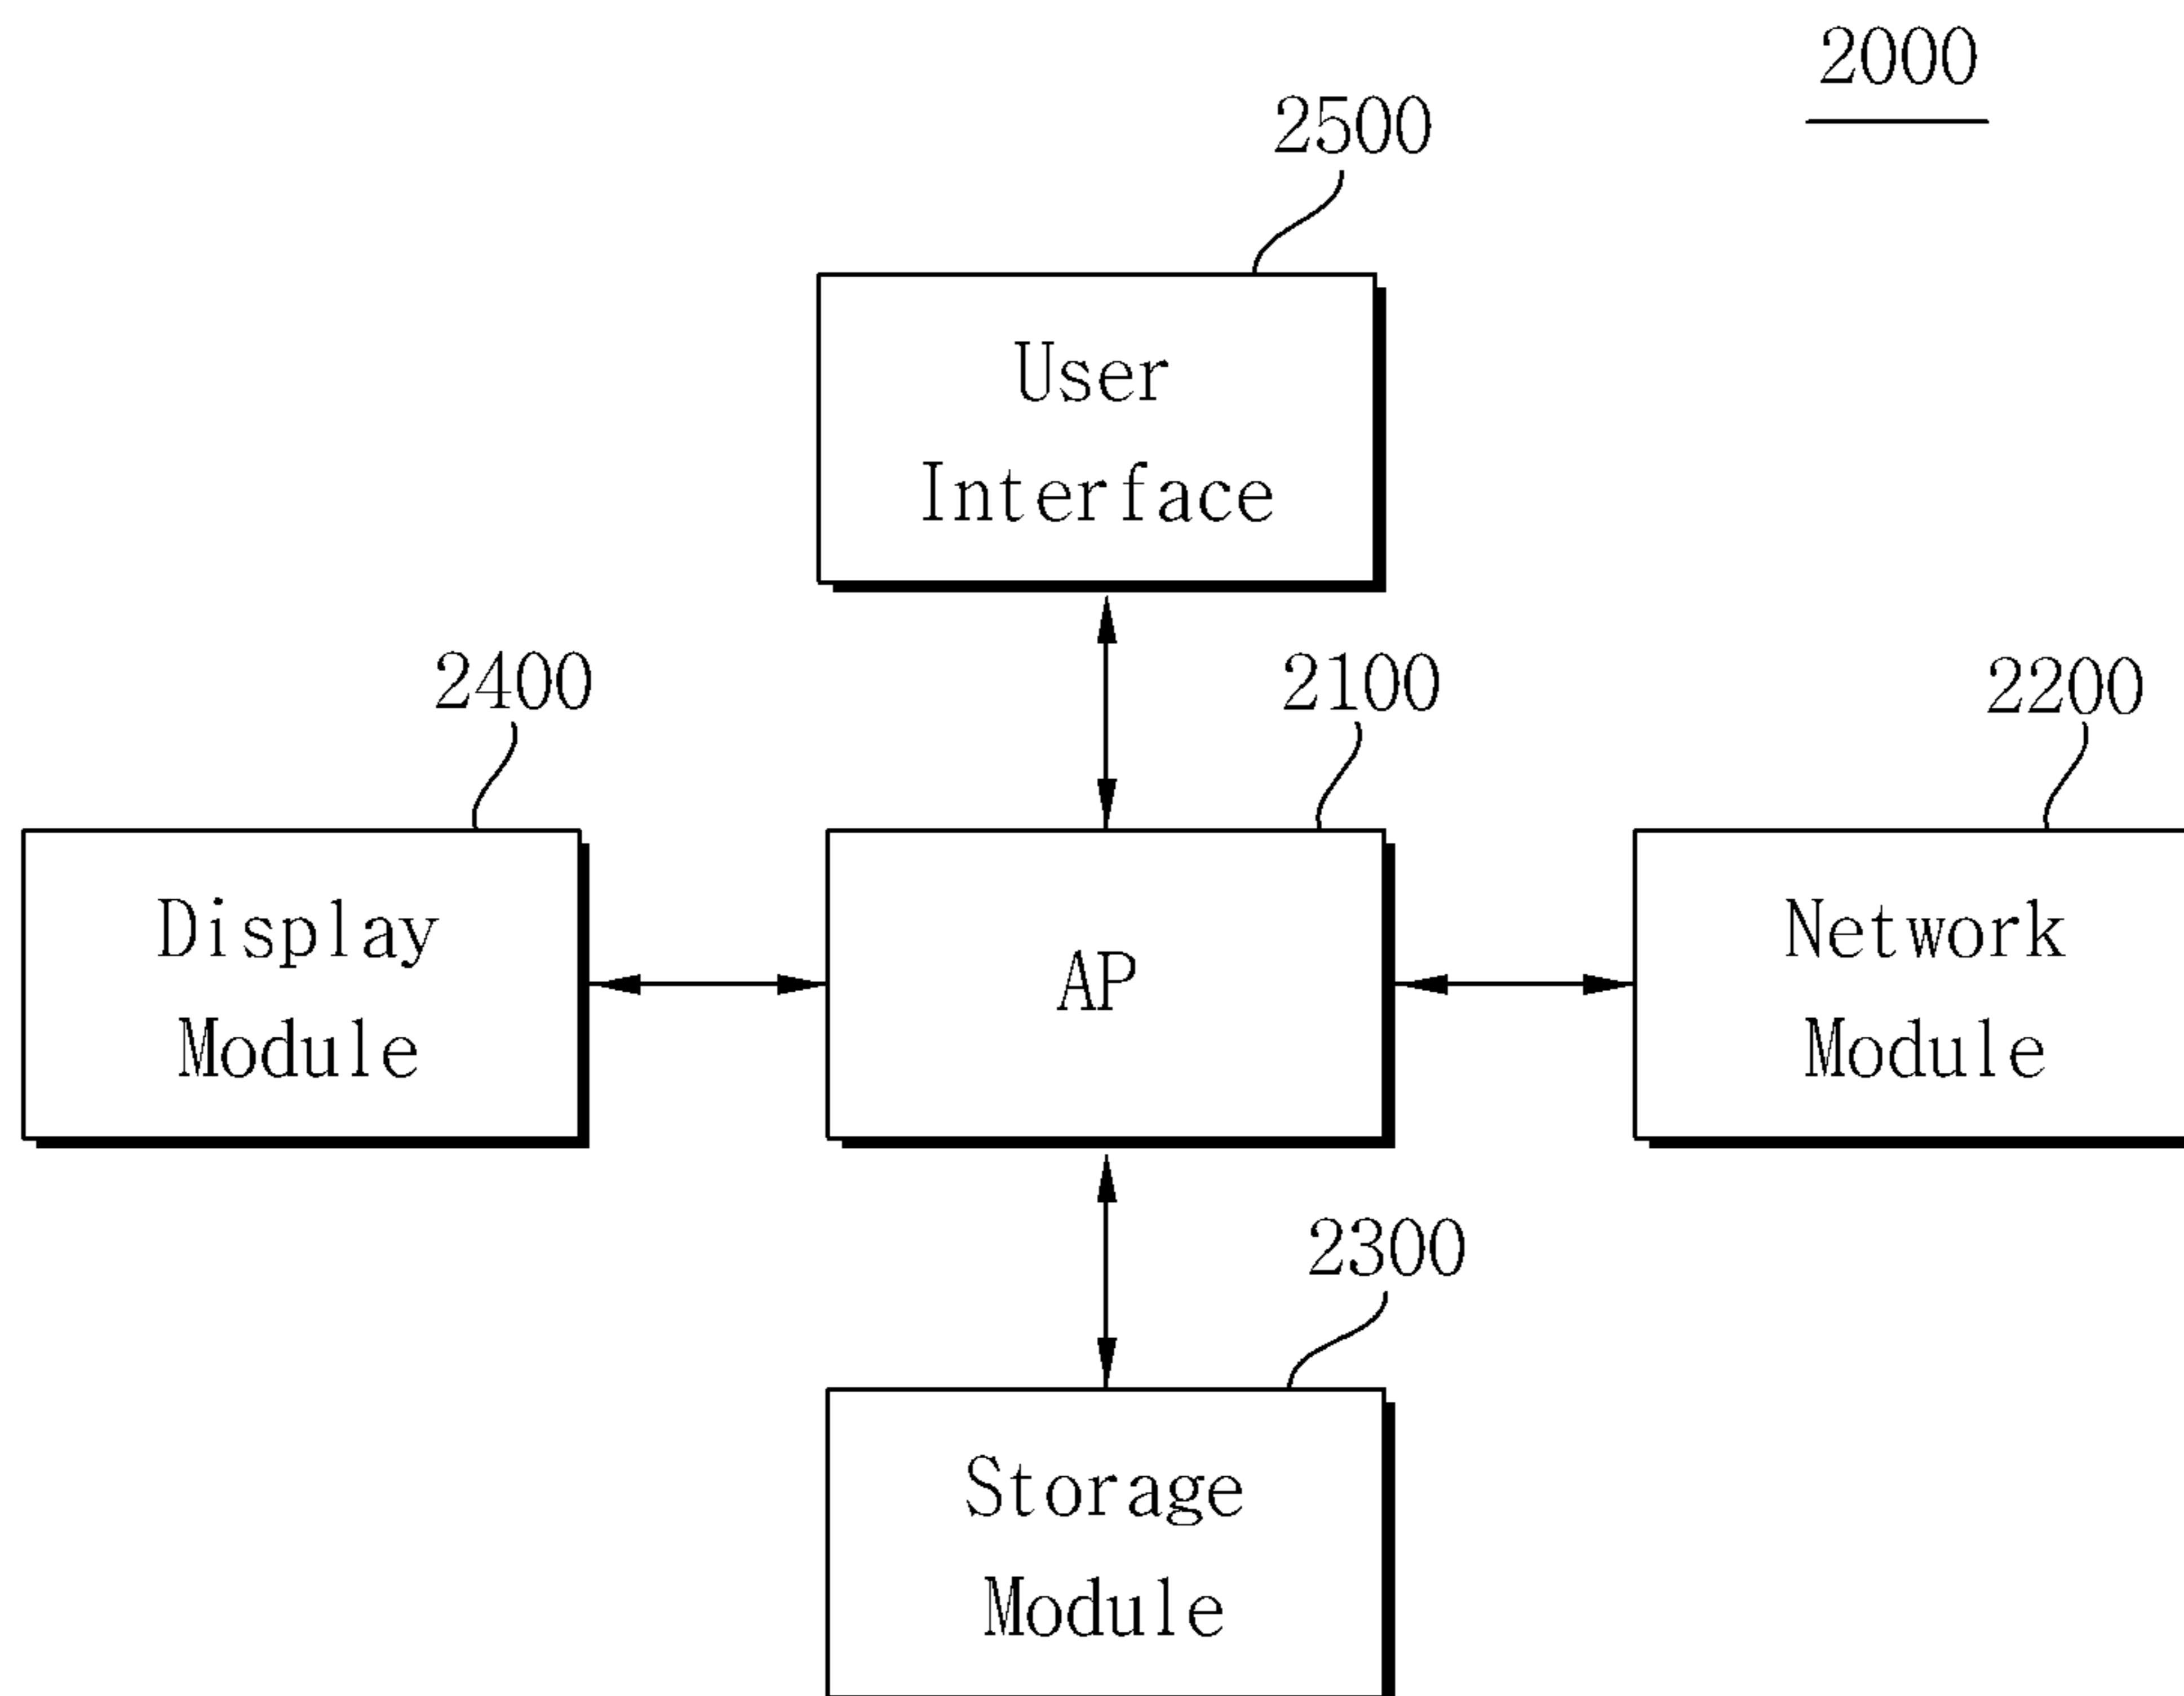 2000
2500
User
Interface
2400
2100
2200
Display
Module
AP
Network
Module
2300
Storage
Module